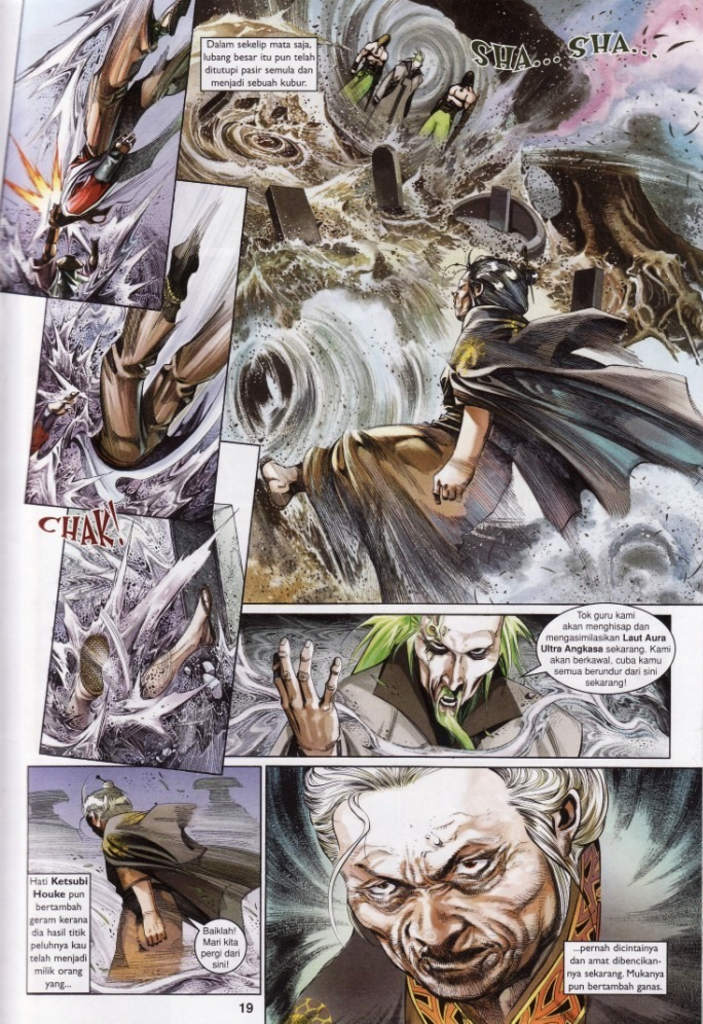 Dalam sekelip mata saja,
lubang besar itu pun telah
ditutupi pasir semula dan
menjadi sebuah kubur.
SHA... SHA...
CHAK!
Tok guru kami
akan menghisap dan
mengasimilasikan Laut Aura
Ultra Angkasa sekarang. Kami
akan berkawal, cuba kamu
semua berundur dari sini
sekarang!
Hati Ketsubi
Houke pun
bertambah
geram kerana
dia hasil titik
peluhnya kau
telah menjadi
milik orang
yang...
Baiklah!
Mari kita
pergi dari
sini!
...pernah dicintainya
dan amat dibencikan-
nya sekarang. Mukanya
pun bertambah ganas.
19